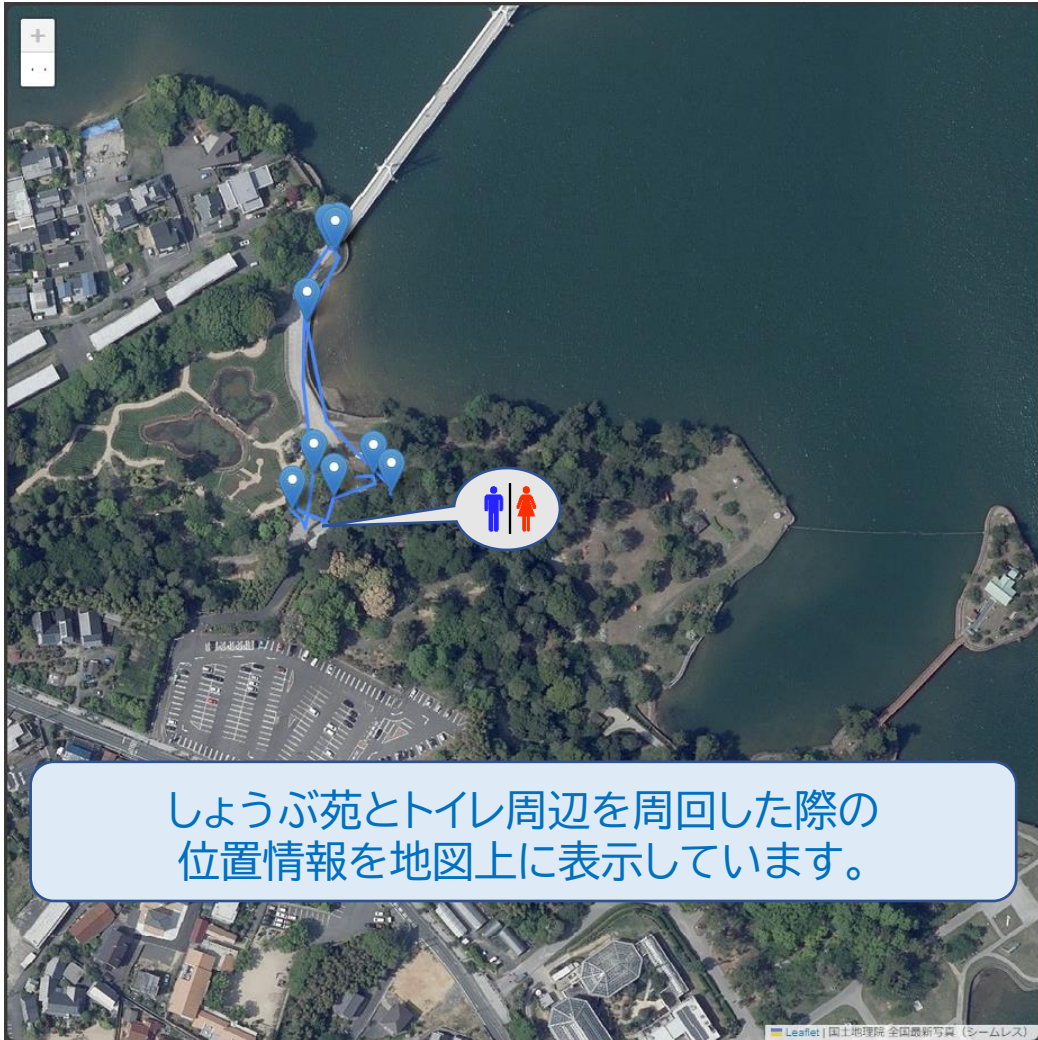 +
しょうぶ苑とトイレ周辺を周回した際の
位置情報を地図上に表示しています。
Leaflet | 国土地理院 全国最新写真（シームレス）